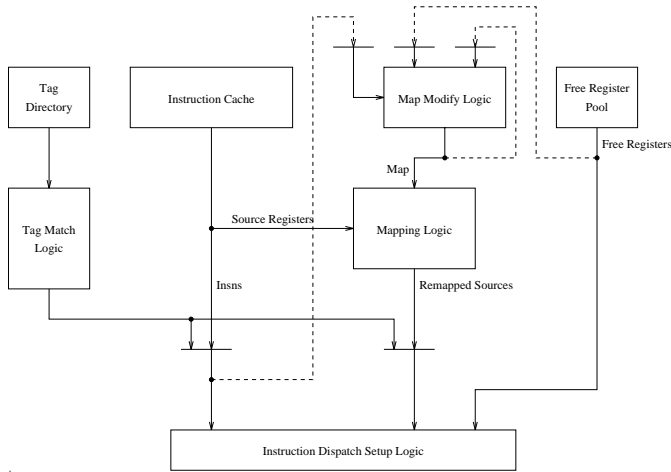 Tag
Directory
Instruction Cache
Map Modify Logic
Free Register
Pool
Free Registers
Map
Tag Match
Logic
Source Registers
Mapping Logic
Insns
Remapped Sources
Instruction Dispatch Setup Logic